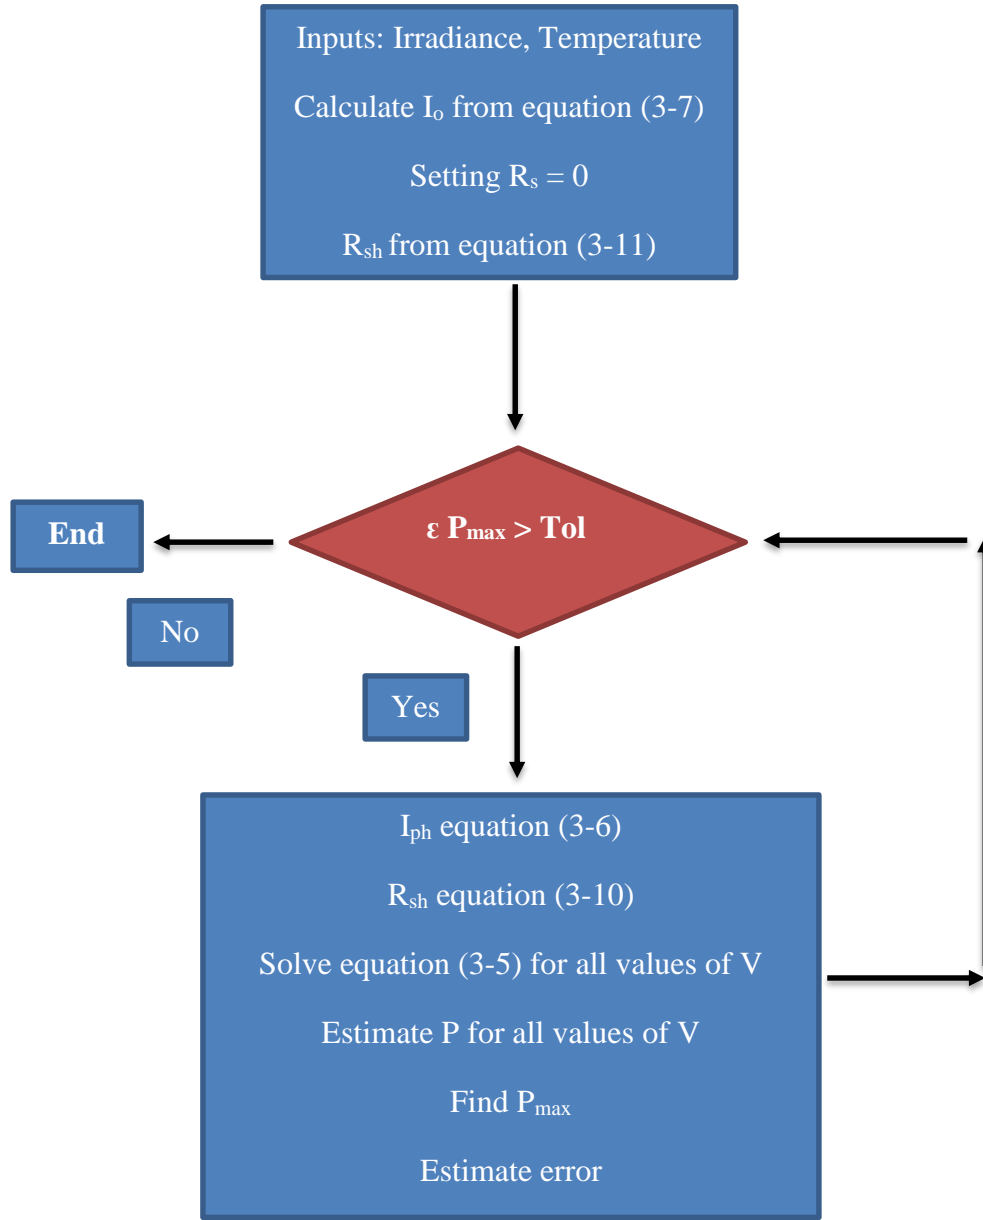 Inputs: Irradiance, Temperature
Calculate Iₒ from equation (3-7)
Setting Rₛ = 0
Rₛₕ from equation (3-11)
ε Pₘₐₓ > Tol
End
No
Yes
Iₚₕ equation (3-6)
Rₛₕ equation (3-10)
Solve equation (3-5) for all values of V
Estimate P for all values of V
Find Pₘₐₓ
Estimate error